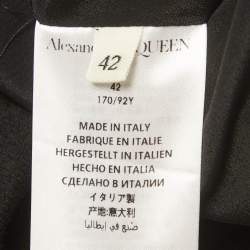 Alexander McQUEEN
42
42
170/92Y
MADE IN ITALY
FABRIQUE EN ITALIE
HERGESTELLT IN ITALIEN
HECHO EN ITALIA
СДЕЛАНО В ИТАЛИИ
イタリア製
产地:意大利
صنع في ايطاليا